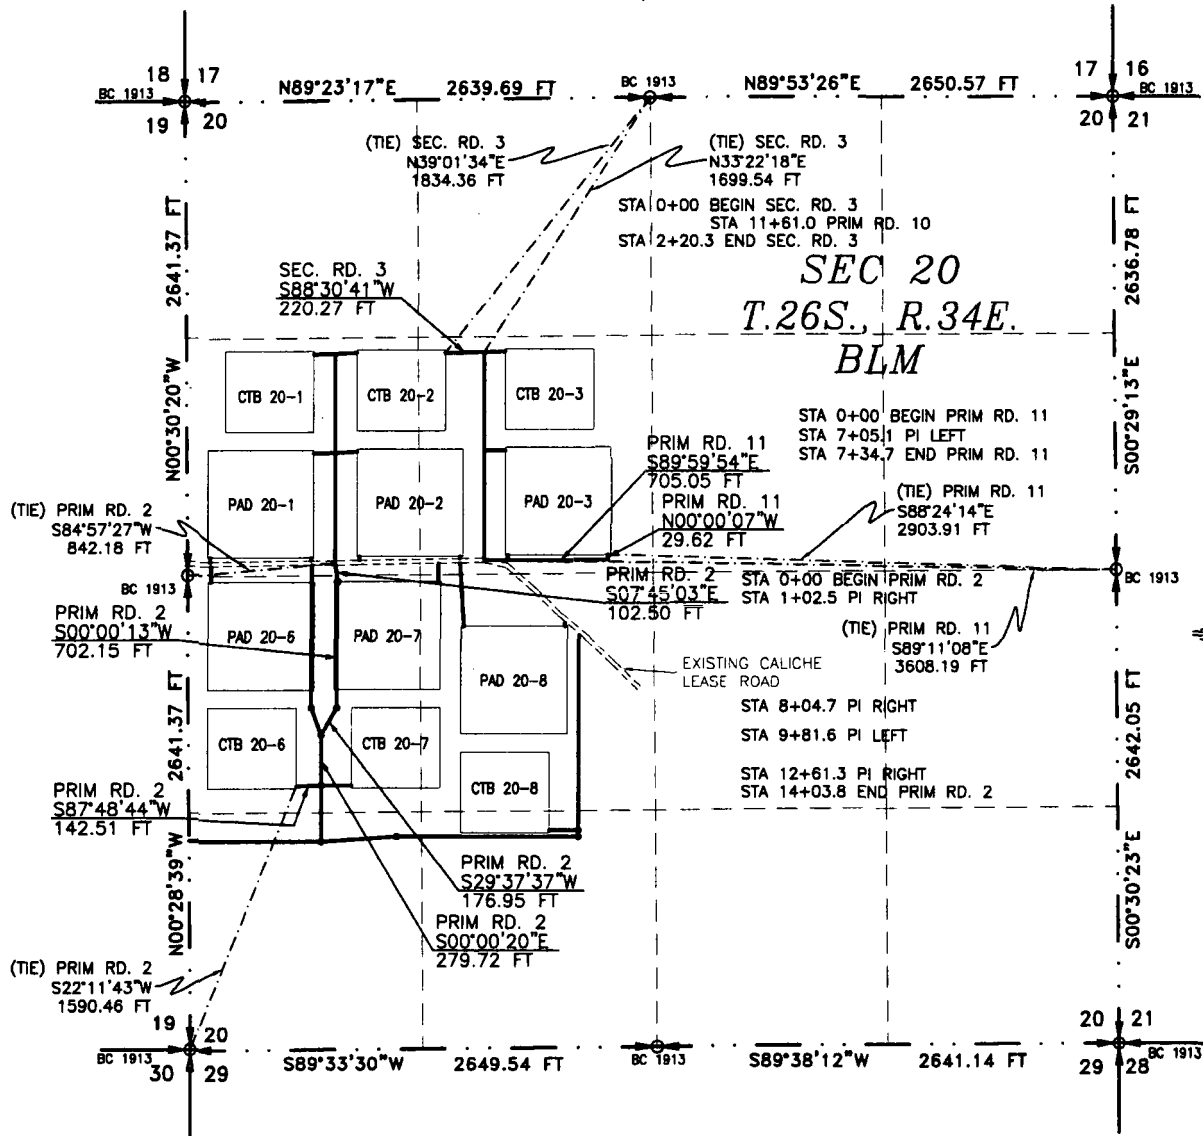 18 17
BC 1913
19 20
N89°23'17"E 2639.69 FT
BC 1913
N89°53'26"E 2650.57 FT
17 16
BC 1913
20 21
(TIE) SEC. RD. 3
N39°01'34"E
1834.36 FT
(TIE) SEC. RD. 3
N33°22'18"E
1699.54 FT
STA 0+00 BEGIN SEC. RD. 3
STA 11+61.0 PRIM RD. 10
STA 2+20.3 END SEC. RD. 3
2641.37 FT
2636.78 FT
SEC 20
T.26S., R.34E.
BLM
SEC. RD. 3
S88°30'41"W
220.27 FT
N00°30'20"W
S00°29'13"E
CTB 20-1
CTB 20-2
CTB 20-3
STA 0+00 BEGIN PRIM RD. 11
STA 7+05.1 PI LEFT
STA 7+34.7 END PRIM RD. 11
PRIM RD. 11
S89°59'54"E
705.05 FT
PRIM RD. 11
N00°00'07"W
29.62 FT
(TIE) PRIM RD. 11
S88°24'14"E
2903.91 FT
PAD 20-1
PAD 20-2
PAD 20-3
(TIE) PRIM RD. 2
S84°57'27"W
842.18 FT
BC 1913
PRIM RD. 2
S07°45'03"E
102.50 FT
STA 0+00 BEGIN PRIM RD. 2
STA 1+02.5 PI RIGHT
BC 1913
PRIM RD. 2
S00°00'13"W
702.15 FT
(TIE) PRIM RD. 11
S89°11'08"E
3608.19 FT
PAD 20-6
PAD 20-7
PAD 20-8
EXISTING CALICHE
LEASE ROAD
2641.37 FT
2642.05 FT
STA 8+04.7 PI RIGHT
STA 9+81.6 PI LEFT
STA 12+61.3 PI RIGHT
STA 14+03.8 END PRIM RD. 2
CTB 20-6
CTB 20-7
CTB 20-8
PRIM RD. 2
S87°48'44"W
142.51 FT
N00°28'39"W
S00°30'23"E
PRIM RD. 2
S29°37'37"W
176.95 FT
PRIM RD. 2
S00°00'20"E
279.72 FT
(TIE) PRIM RD. 2
S22°11'43"W
1590.46 FT
19 20
BC 1913
30 29
S89°33'30"W 2649.54 FT
BC 1913
S89°38'12"W 2641.14 FT
20 21
BC 1913
29 28